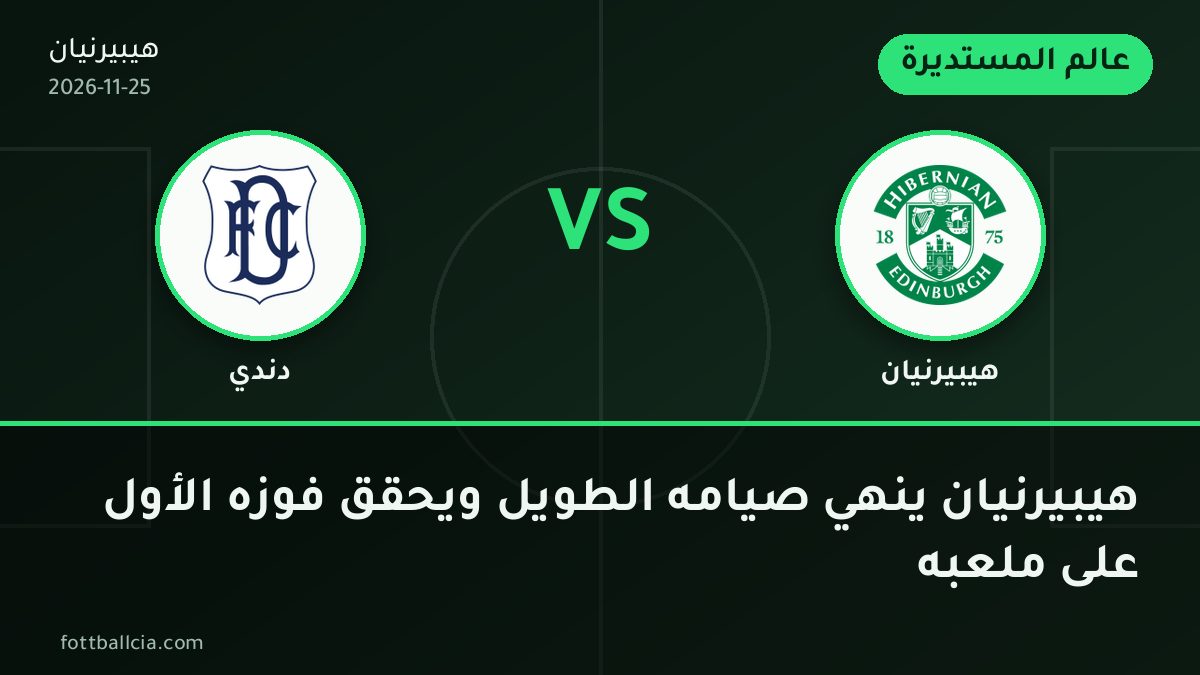 عالم المستديرة
هيبيرنيان
2026-11-25
HIBERNIAN
18 75
EDINBURGH
DFC
VS
هيبيرنيان
دندي
هيبيرنيان ينهي صيامه الطويل ويحقق فوزه الأول
على ملعبه
fottballcia.com